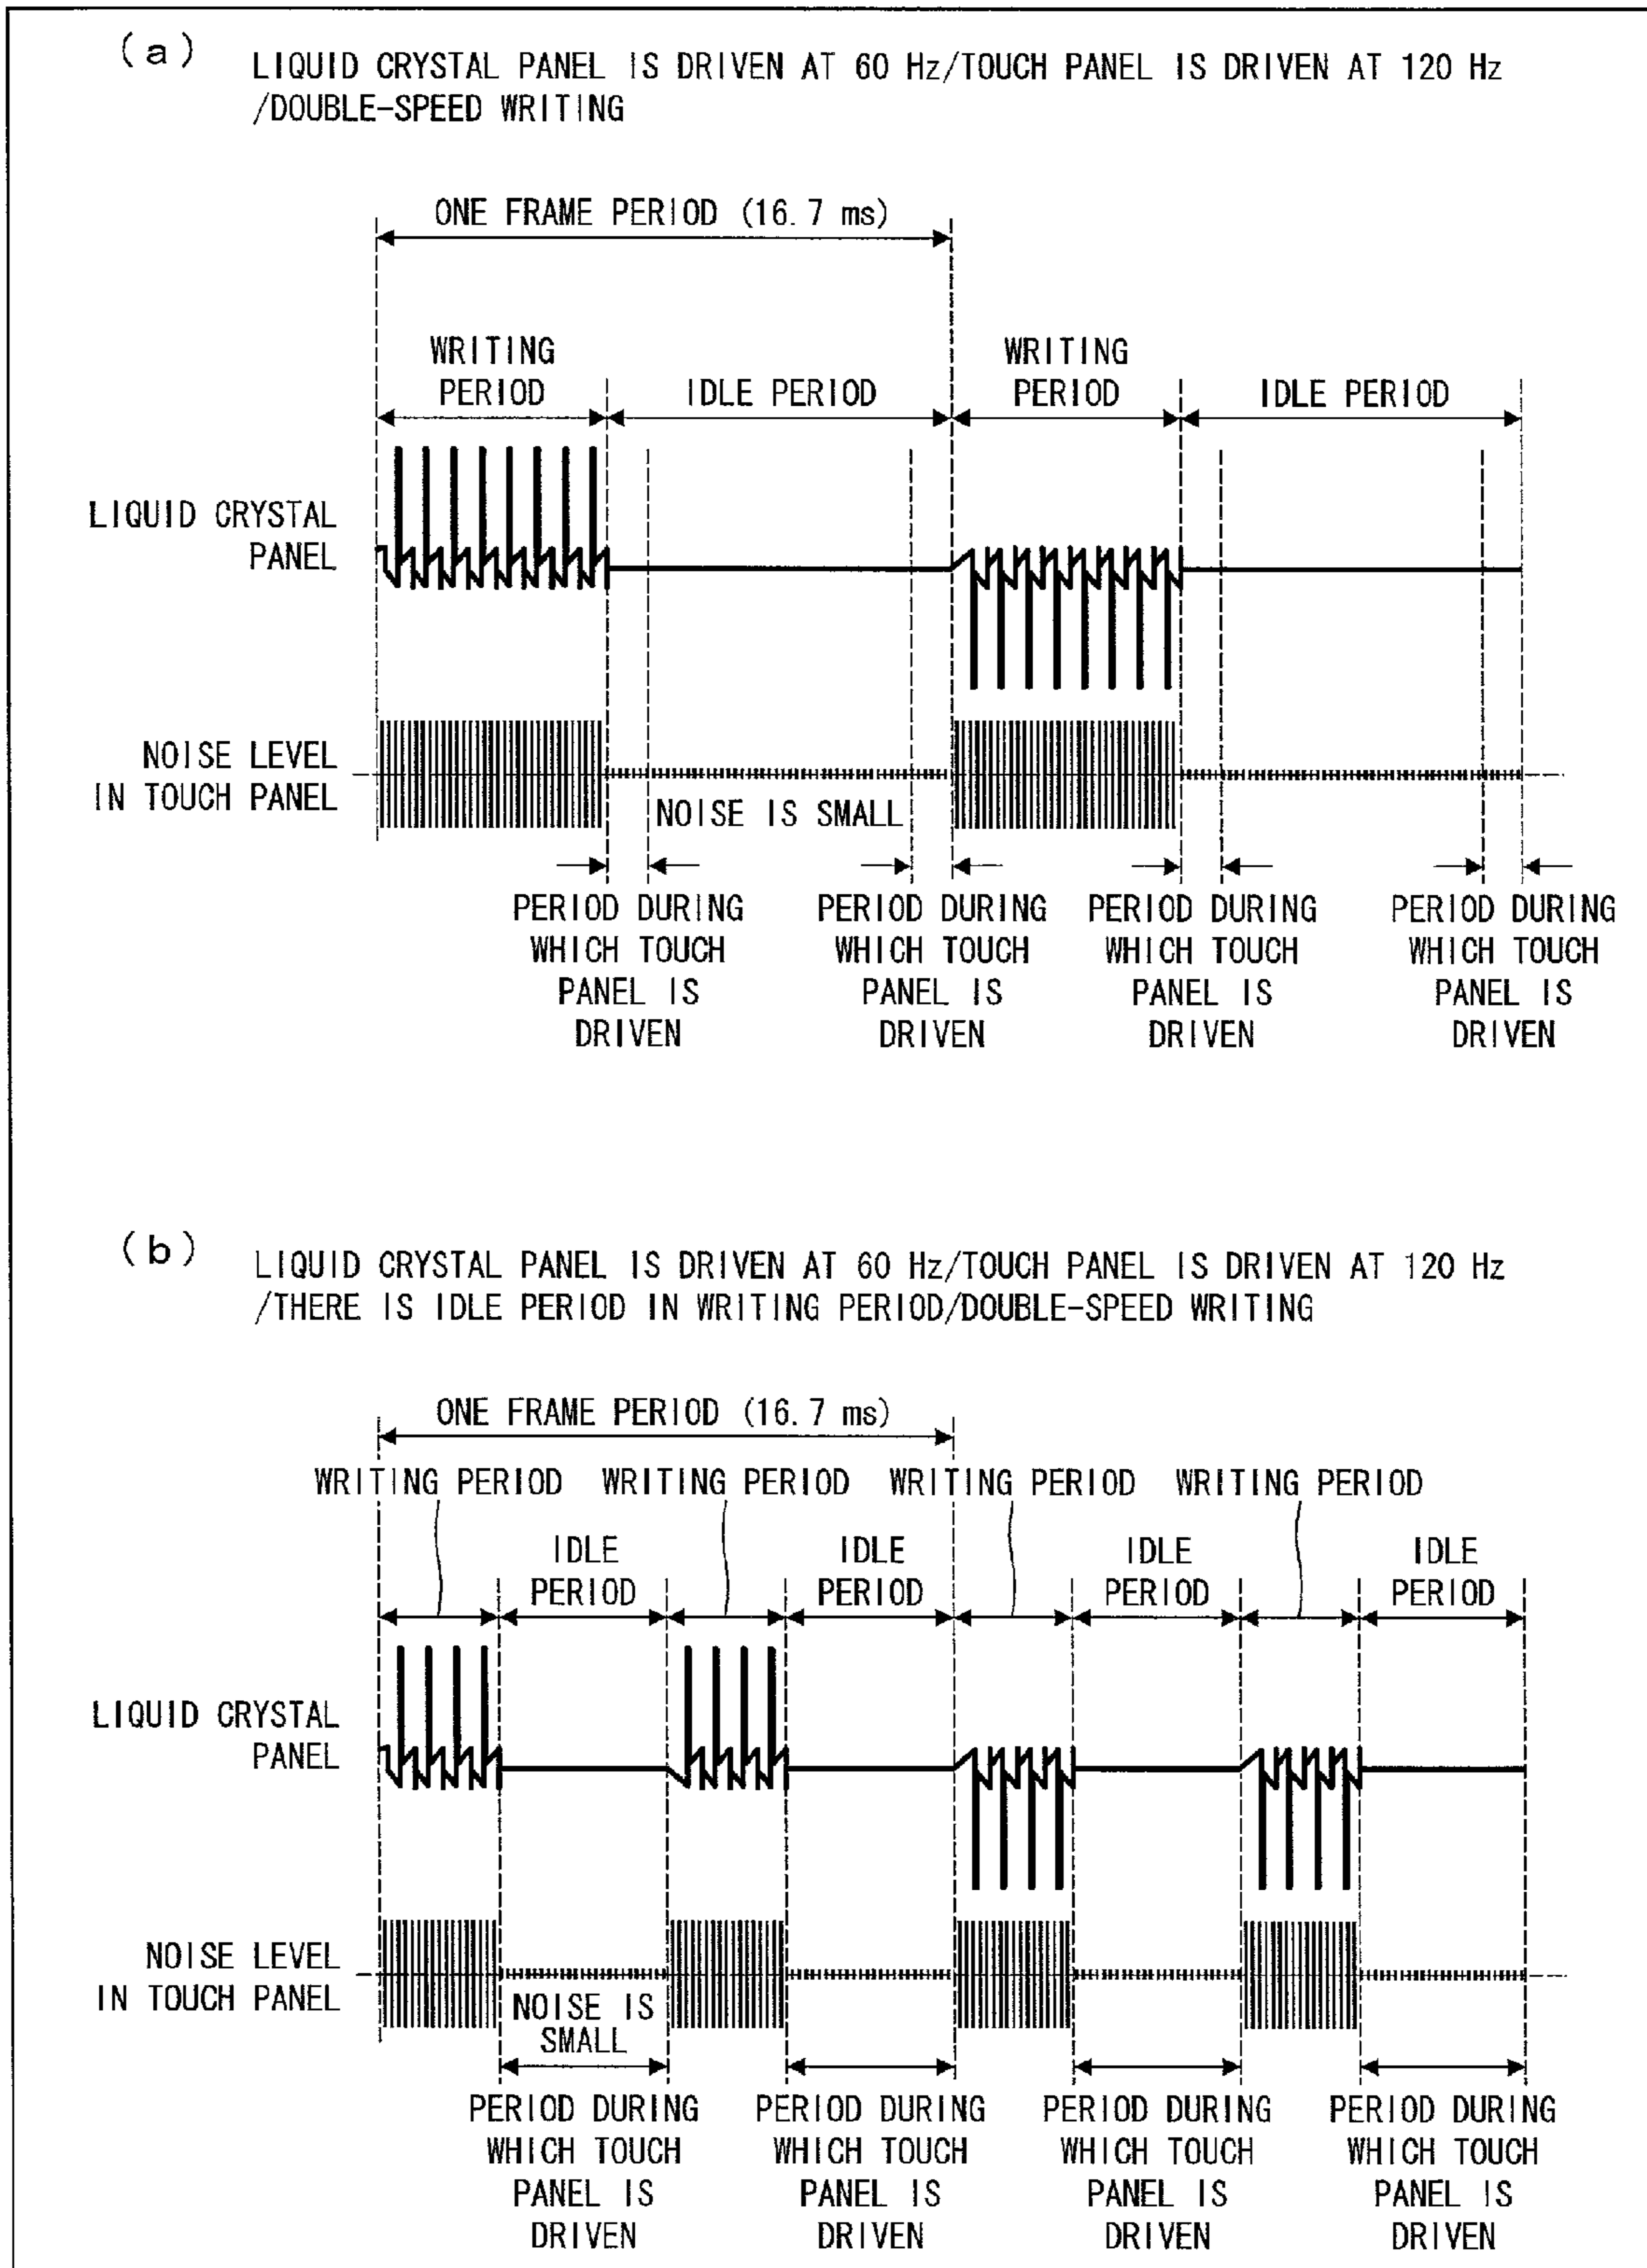 (a)
LIQUID CRYSTAL PANEL IS DRIVEN AT 60 Hz/TOUCH PANEL IS DRIVEN AT 120 Hz
/DOUBLE-SPEED WRITING
ONE FRAME PERIOD (16.7 ms)
WRITING
PERIOD
IDLE PERIOD
WRITING
PERIOD
IDLE PERIOD
LIQUID CRYSTAL
PANEL
NOISE LEVEL
IN TOUCH PANEL
NOISE IS SMALL
PERIOD DURING
WHICH TOUCH
PANEL IS
DRIVEN
PERIOD DURING
WHICH TOUCH
PANEL IS
DRIVEN
PERIOD DURING
WHICH TOUCH
PANEL IS
DRIVEN
PERIOD DURING
WHICH TOUCH
PANEL IS
DRIVEN
(b)
LIQUID CRYSTAL PANEL IS DRIVEN AT 60 Hz/TOUCH PANEL IS DRIVEN AT 120 Hz
/THERE IS IDLE PERIOD IN WRITING PERIOD/DOUBLE-SPEED WRITING
ONE FRAME PERIOD (16.7 ms)
WRITING PERIOD
WRITING PERIOD
WRITING PERIOD
WRITING PERIOD
IDLE
PERIOD
IDLE
PERIOD
IDLE
PERIOD
IDLE
PERIOD
LIQUID CRYSTAL
PANEL
NOISE LEVEL
IN TOUCH PANEL
NOISE IS
SMALL
PERIOD DURING
WHICH TOUCH
PANEL IS
DRIVEN
PERIOD DURING
WHICH TOUCH
PANEL IS
DRIVEN
PERIOD DURING
WHICH TOUCH
PANEL IS
DRIVEN
PERIOD DURING
WHICH TOUCH
PANEL IS
DRIVEN